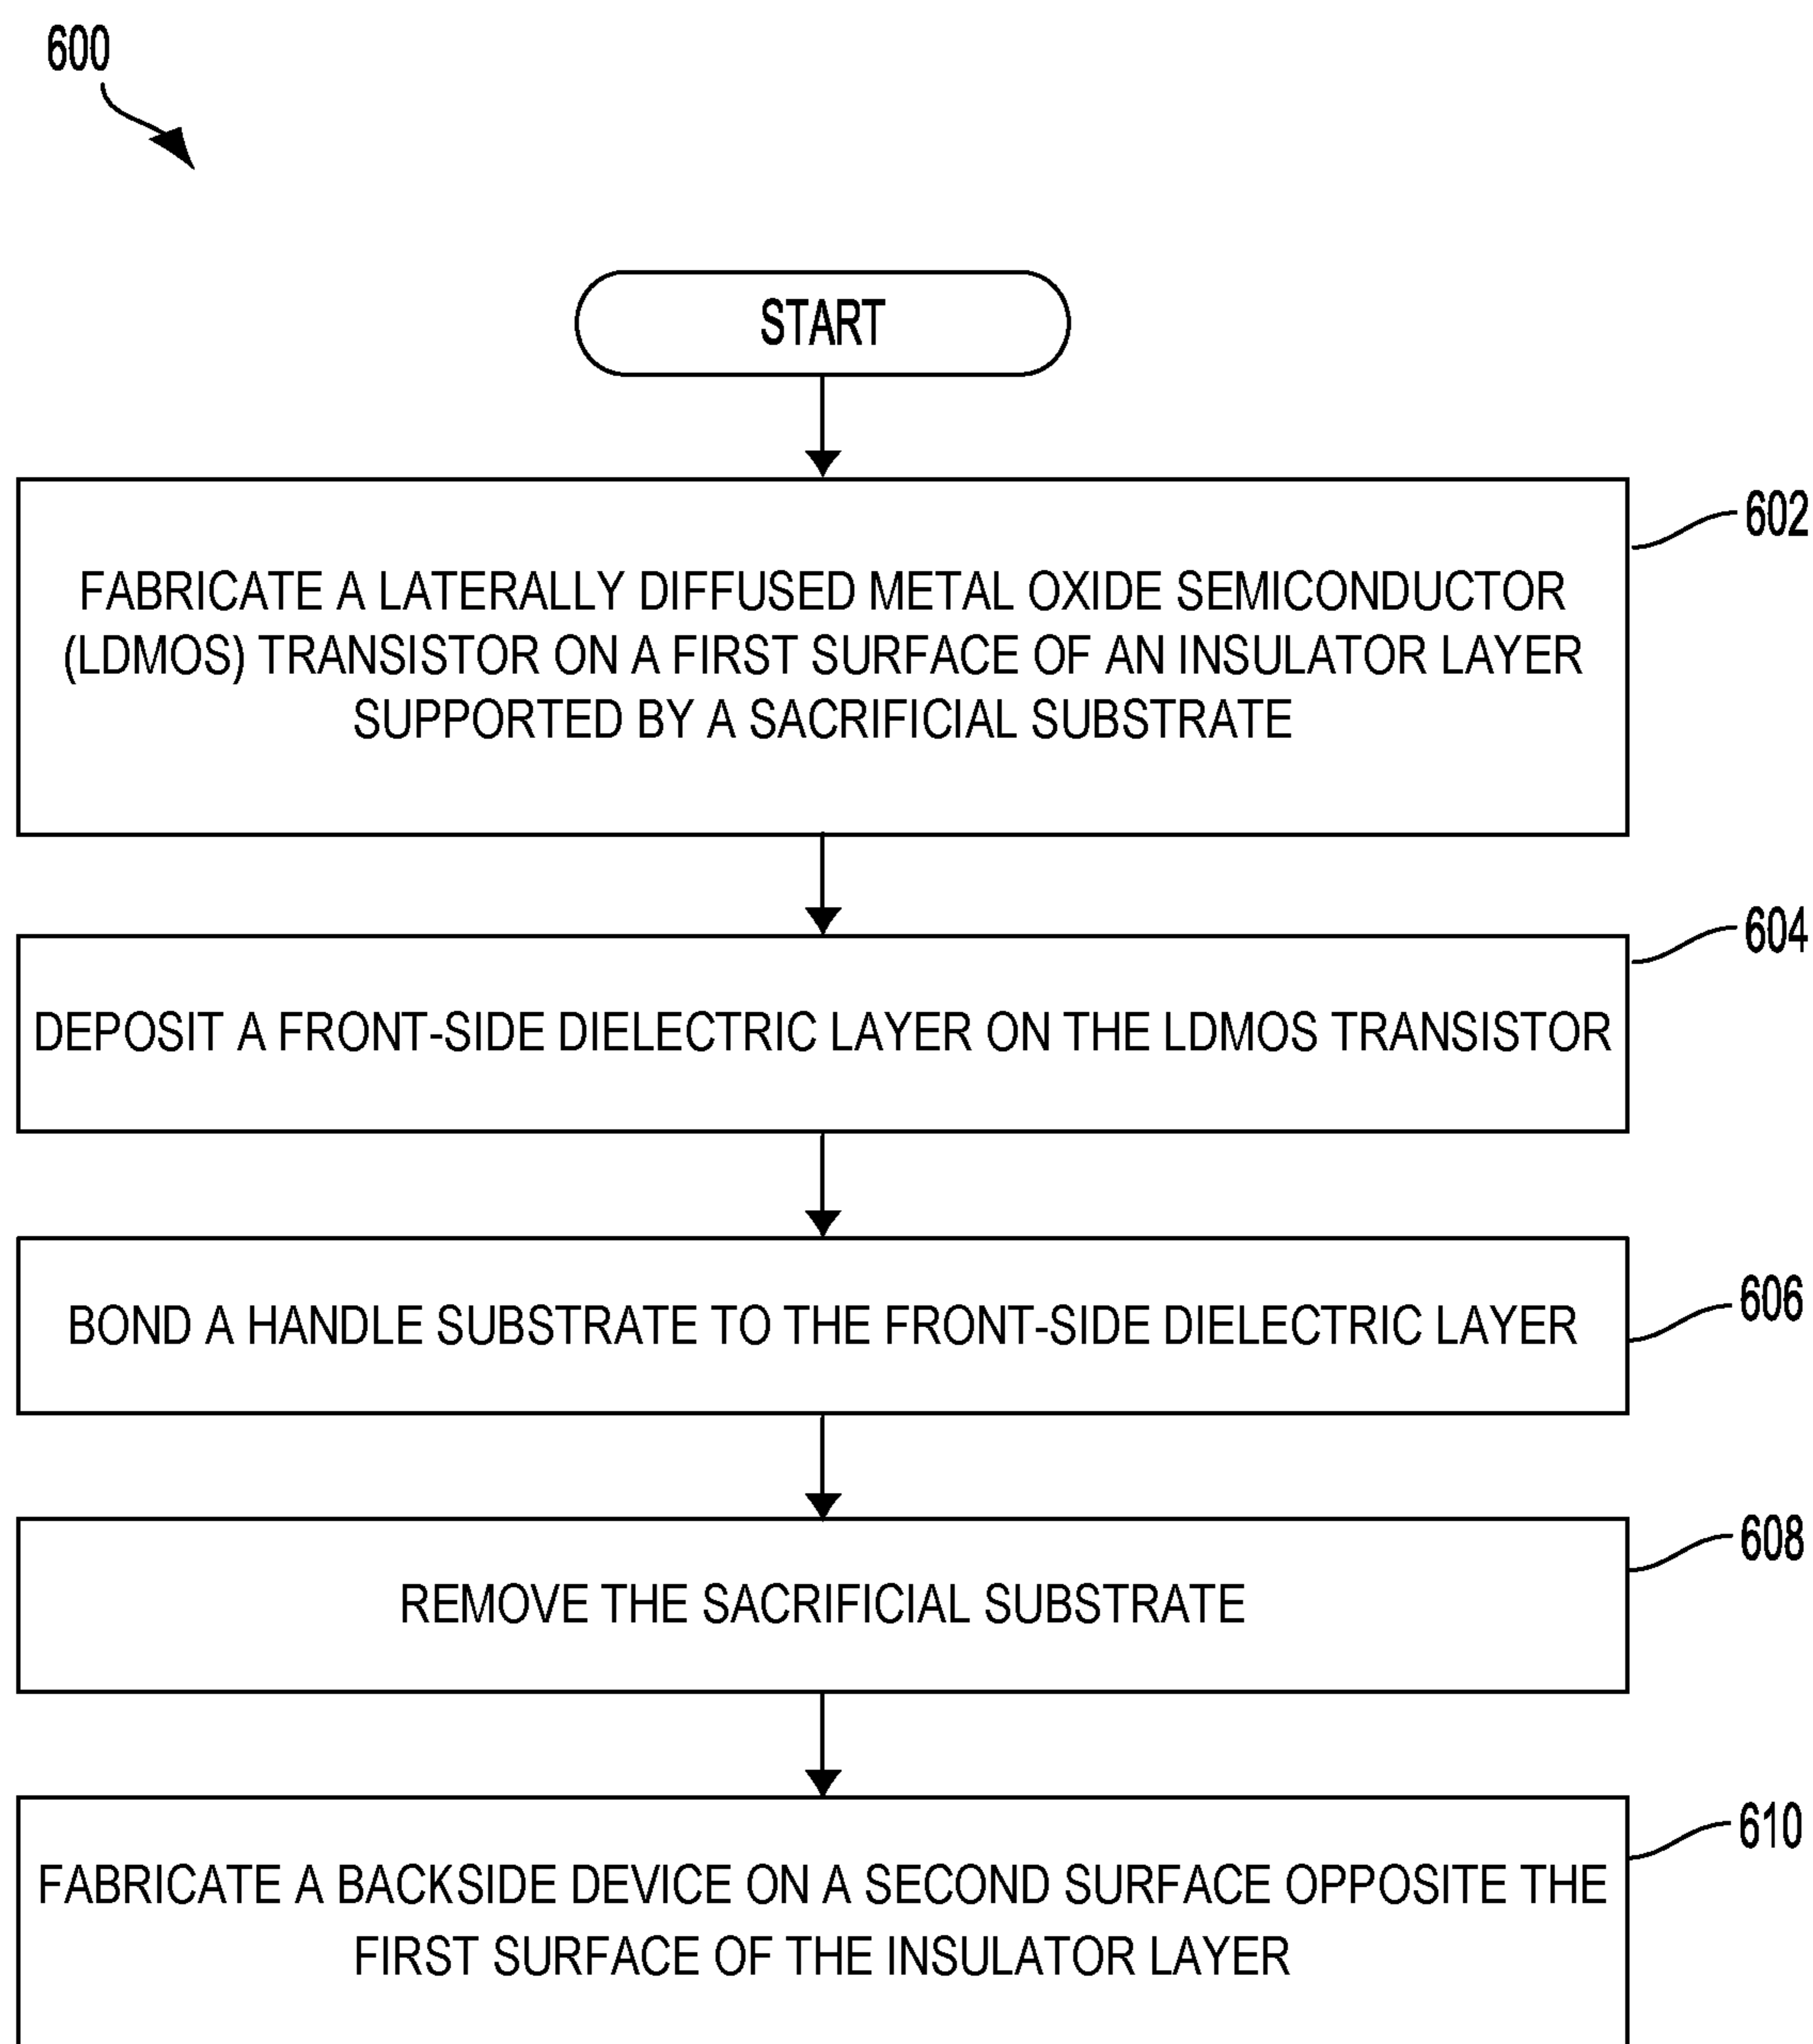 600
START
602
FABRICATE A LATERALLY DIFFUSED METAL OXIDE SEMICONDUCTOR
(LDMOS) TRANSISTOR ON A FIRST SURFACE OF AN INSULATOR LAYER
SUPPORTED BY A SACRIFICIAL SUBSTRATE
604
DEPOSIT A FRONT-SIDE DIELECTRIC LAYER ON THE LDMOS TRANSISTOR
606
BOND A HANDLE SUBSTRATE TO THE FRONT-SIDE DIELECTRIC LAYER
608
REMOVE THE SACRIFICIAL SUBSTRATE
610
FABRICATE A BACKSIDE DEVICE ON A SECOND SURFACE OPPOSITE THE
FIRST SURFACE OF THE INSULATOR LAYER